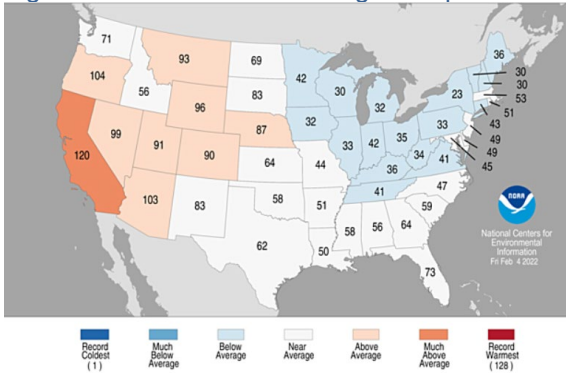 71
93
69
104
56
83
96
87
99
91
90
64
120
103
83
58
62
42
30
32
32
44
51
50
58
56
64
73
33
42
35
36
41
34
41
47
59
33
23
36
30
30
53
51
43
49
49
45
NOAA
National Centers for
Environmental
Information
Fri Feb 4 2022
Record
Coldest
( 1 )
Much
Below
Average
Below
Average
Near
Average
Above
Average
Much
Above
Average
Record
Warmest
( 128 )